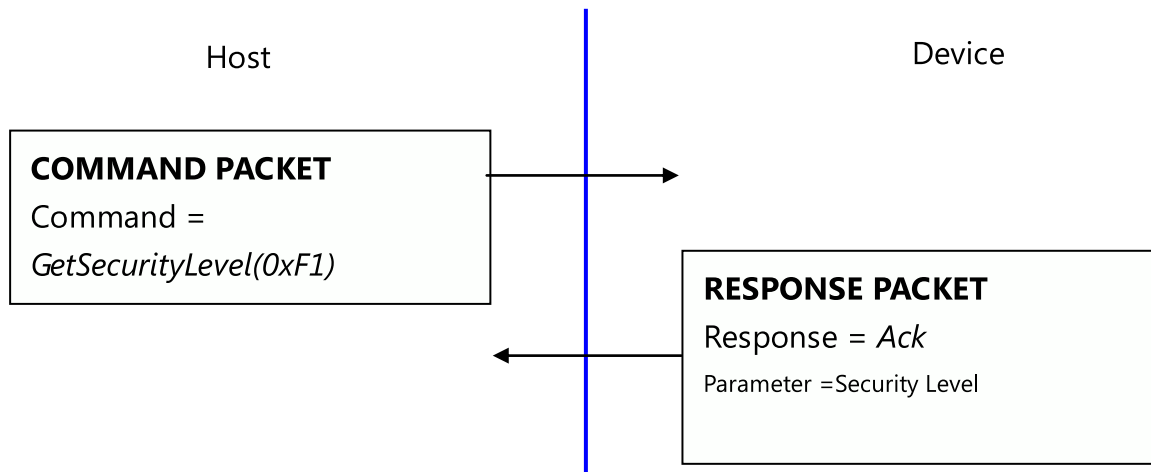 Host
Device
COMMAND PACKET
Command =
GetSecurityLevel(0xF1)
RESPONSE PACKET
Response = Ack
Parameter =Security Level